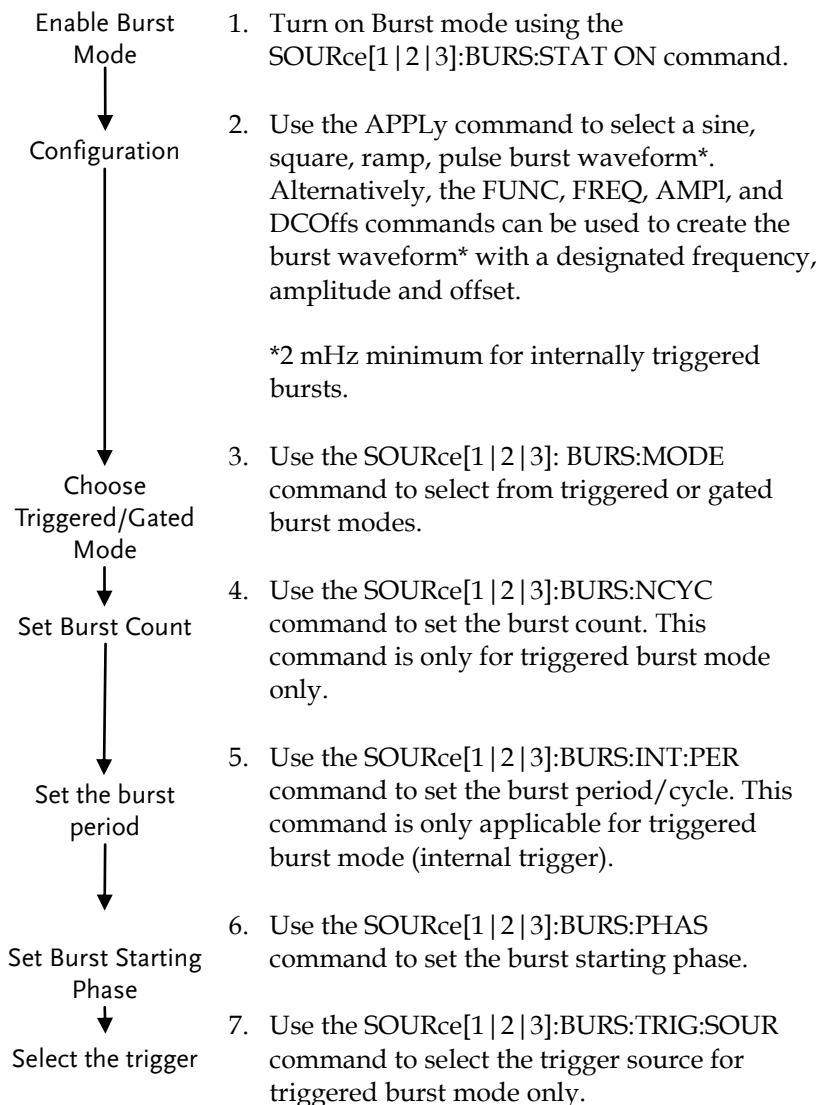 Enable Burst
Mode
1. Turn on Burst mode using the
SOURce[1|2|3]:BURS:STAT ON command.
Configuration
2. Use the APPLy command to select a sine,
square, ramp, pulse burst waveform*.
Alternatively, the FUNC, FREQ, AMPl, and
DCOffs commands can be used to create the
burst waveform* with a designated frequency,
amplitude and offset.
*2 mHz minimum for internally triggered
bursts.
Choose
Triggered/Gated
Mode
3. Use the SOURce[1|2|3]: BURS:MODE
command to select from triggered or gated
burst modes.
Set Burst Count
4. Use the SOURce[1|2|3]:BURS:NCYC
command to set the burst count. This
command is only for triggered burst mode
only.
Set the burst
period
5. Use the SOURce[1|2|3]:BURS:INT:PER
command to set the burst period/cycle. This
command is only applicable for triggered
burst mode (internal trigger).
Set Burst Starting
Phase
6. Use the SOURce[1|2|3]:BURS:PHAS
command to set the burst starting phase.
Select the trigger
7. Use the SOURce[1|2|3]:BURS:TRIG:SOUR
command to select the trigger source for
triggered burst mode only.